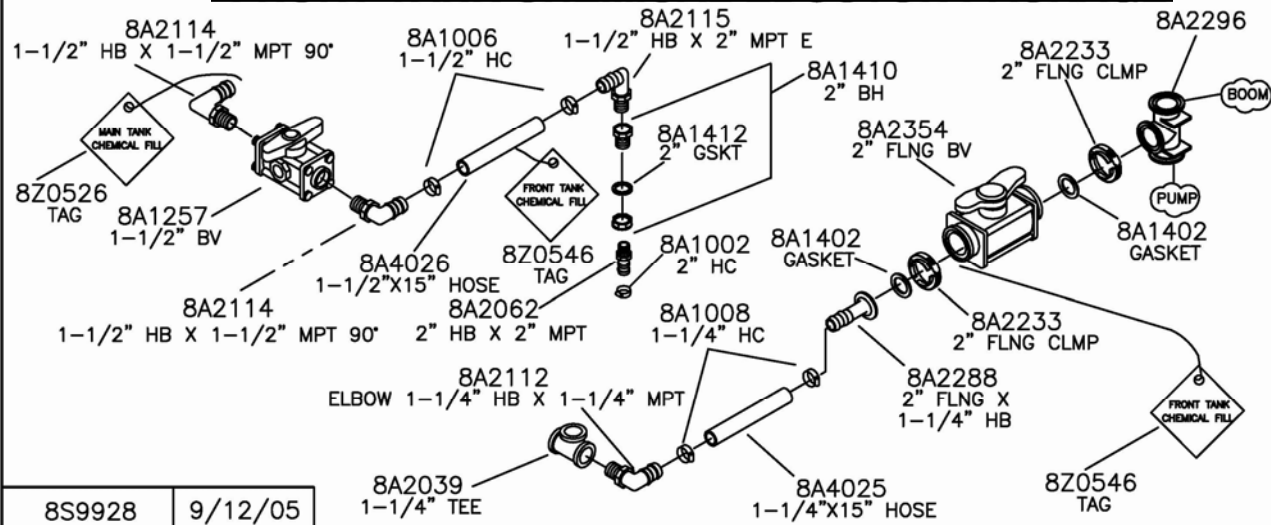 8A2114
1-1/2" HB X 1-1/2" MPT 90°
8A1006
1-1/2" HC
8A2115
1-1/2" HB X 2" MPT E
8A1410
2" BH
8A1412
2" GSKT
8A2233
2" FLNG CLMP
8A2296
BOOM
PUMP
8A2354
2" FLNG BV
8A1402
GASKET
MAIN TANK
CHEMICAL FILL
8Z0526
TAG
8A1257
1-1/2" BV
8A2114
1-1/2" HB X 1-1/2" MPT 90°
8A4026
1-1/2"X15" HOSE
FRONT TANK
CHEMICAL FILL
8Z0546
TAG
8A1002
2" HC
8A2062
2" HB X 2" MPT
8A1402
GASKET
8A2233
2" FLNG CLMP
8A1008
1-1/4" HC
8A2288
2" FLNG X
1-1/4" HB
8A2112
ELBOW 1-1/4" HB X 1-1/4" MPT
8A2039
1-1/4" TEE
8A4025
1-1/4"X15" HOSE
FRONT TANK
CHEMICAL FILL
8Z0546
TAG
8S9928
9/12/05